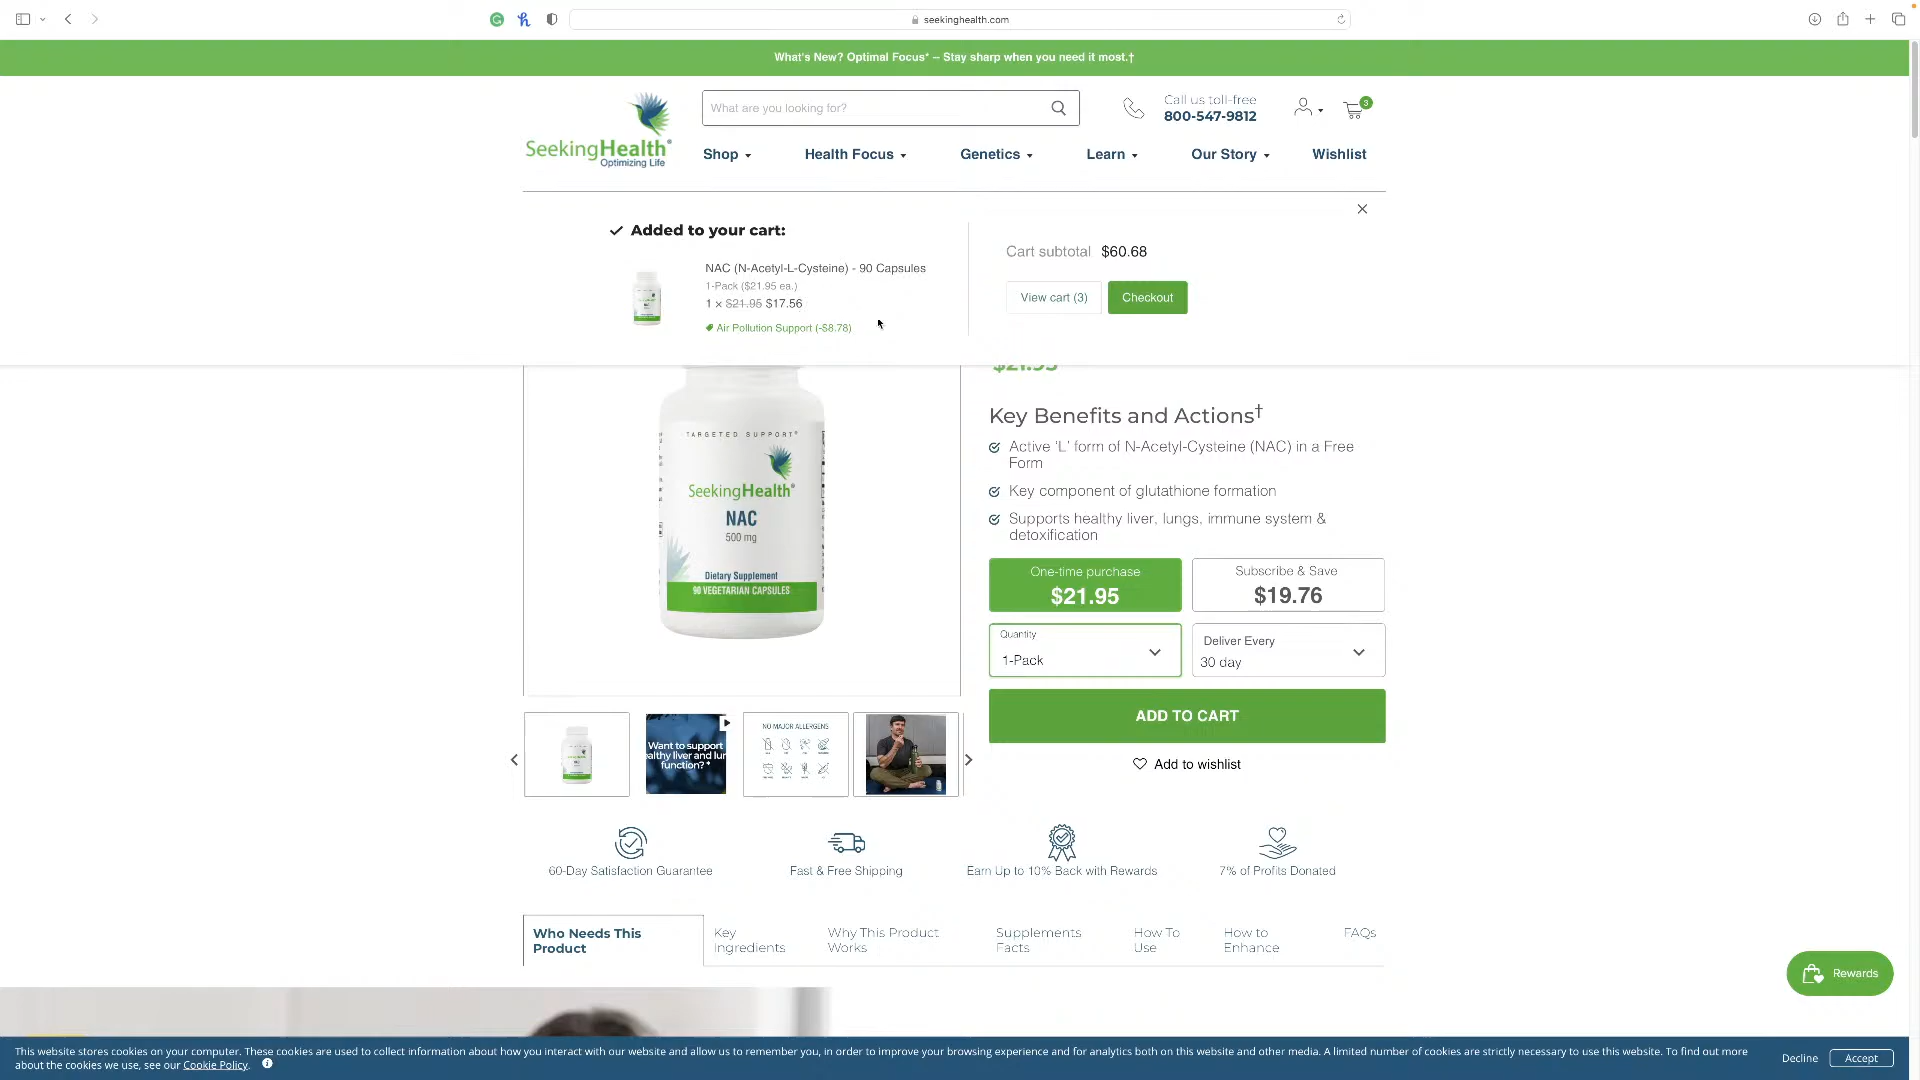 seekinghealth.com
What's New? Optimal Focus* – Stay sharp when you need it most.†
SeekingHealth®
Optimizing Life
What are you looking for?
Call us toll-free
800-547-9812
3
Shop
Health Focus
Genetics
Learn
Our Story
Wishlist
Added to your cart:
NAC (N-Acetyl-L-Cysteine) - 90 Capsules
1-Pack ($21.95 ea.)
1 × $21.95 $17.56
Air Pollution Support (-$8.78)
Cart subtotal $60.68
View cart (3)
Checkout
$21.95
TARGETED SUPPORT®
SeekingHealth®
NAC
500 mg
Dietary Supplement
90 VEGETARIAN CAPSULES
Key Benefits and Actions†
Active 'L' form of N-Acetyl-Cysteine (NAC) in a Free
Form
Key component of glutathione formation
Supports healthy liver, lungs, immune system &
detoxification
One-time purchase
$21.95
Subscribe & Save
$19.76
Quantity
1-Pack
Deliver Every
30 day
ADD TO CART
Add to wishlist
Want to support
ealthy liver and lun
function? *
NO MAJOR ALLERGENS
60-Day Satisfaction Guarantee
Fast & Free Shipping
Earn Up to 10% Back with Rewards
7% of Profits Donated
Who Needs This
Product
Key
Ingredients
Why This Product
Works
Supplements
Facts
How To
Use
How to
Enhance
FAQs
Rewards
This website stores cookies on your computer. These cookies are used to collect information about how you interact with our website and allow us to remember you, in order to improve your browsing experience and for analytics both on this website and other media. A limited number of cookies are strictly necessary to use this website. To find out more
about the cookies we use, see our Cookie Policy.
Decline
Accept